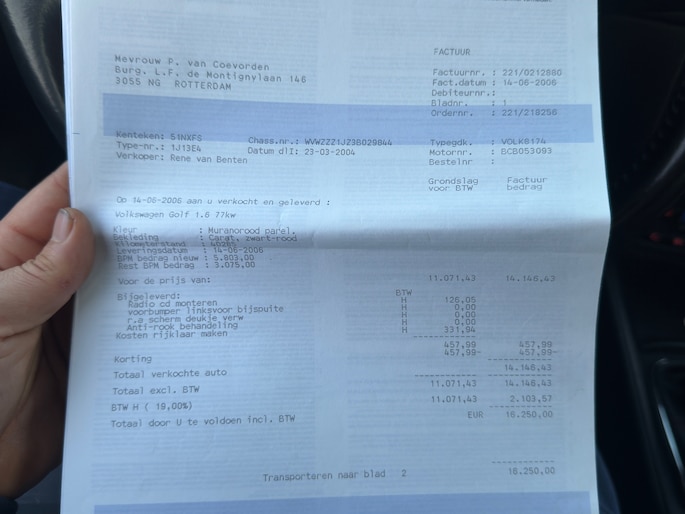 FACTUUR
Mevrouw P. van Coevorden
Burg. L.F. de Montignylaan 146
3055 NG ROTTERDAM
Factuurnr. : 221/0212880
Fact.datum : 14-06-2006
Debiteurnr.:
Bladnr. : 1
Ordernr. : 221/218256
Kenteken: 51NXFS Chass.nr.: WVWZZZ1JZ3B029844 Typegdk. : VOLK8174
Type-nr.: 1J13E4 Datum dlI: 23-03-2004 Motornr. : BCB053093
Verkoper: Rene van Benten Bestelnr :
Grondslag Factuur
voor BTW bedrag
Op 14-06-2006 aan u verkocht en geleverd :
Volkswagen Golf 1.6 77kw
Kleur : Muranorood parel.
Bekleding : Carat. zwart-rood
Kilometerstand : 40285
Leveringsdatum : 14-06-2006
BPM bedrag nieuw : 5.803,00
Rest BPM bedrag : 3.075,00
Voor de prijs van: 11.071,43 14.146,43
Bijgeleverd: BTW
Radio cd monteren H 126,05
voorbumper linksvoor bijspuite H 0,00
r.a scherm deukje verw H 0,00
Anti-rook behandeling H 0,00
Kosten rijklaar maken H 331,94
457,99 457,99
Korting 457,99- 457,99-
Totaal verkochte auto 14.146,43
Totaal excl. BTW 11.071,43 14.146,43
BTW H ( 19,00%) 11.071,43 2.103,57
Totaal door U te voldoen incl. BTW EUR 16.250,00
Transporteren naar blad 2 16.250,00